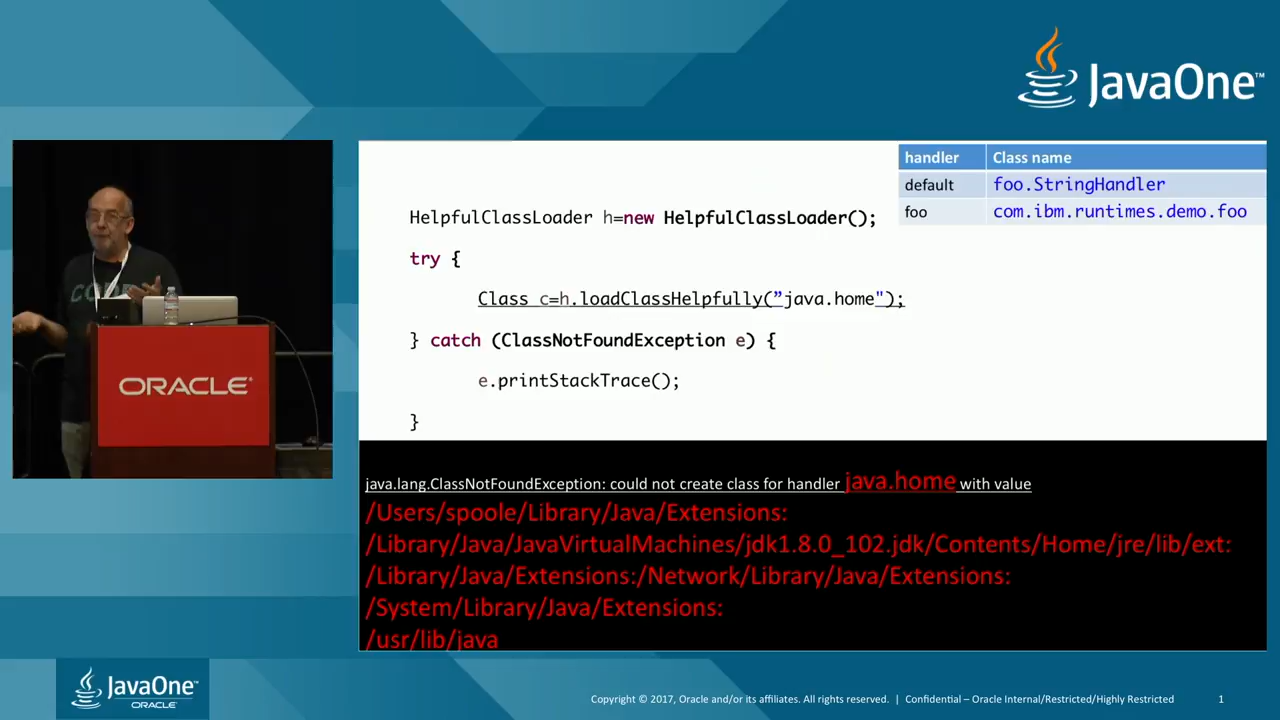 JavaOne™
handler Class name
default foo.StringHandler
foo com.ibm.runtimes.demo.foo
HelpfulClassLoader h=new HelpfulClassLoader();
try {
Class c=h.loadClassHelpfully(”java.home");
} catch (ClassNotFoundException e) {
e.printStackTrace();
}
ORACLE®
java.lang.ClassNotFoundException: could not create class for handler java.home with value
/Users/spoole/Library/Java/Extensions:
/Library/Java/JavaVirtualMachines/jdk1.8.0_102.jdk/Contents/Home/jre/lib/ext:
/Library/Java/Extensions:/Network/Library/Java/Extensions:
/System/Library/Java/Extensions:
/usr/lib/java
JavaOne™
ORACLE®
Copyright © 2017, Oracle and/or its affiliates. All rights reserved. | Confidential – Oracle Internal/Restricted/Highly Restricted 1